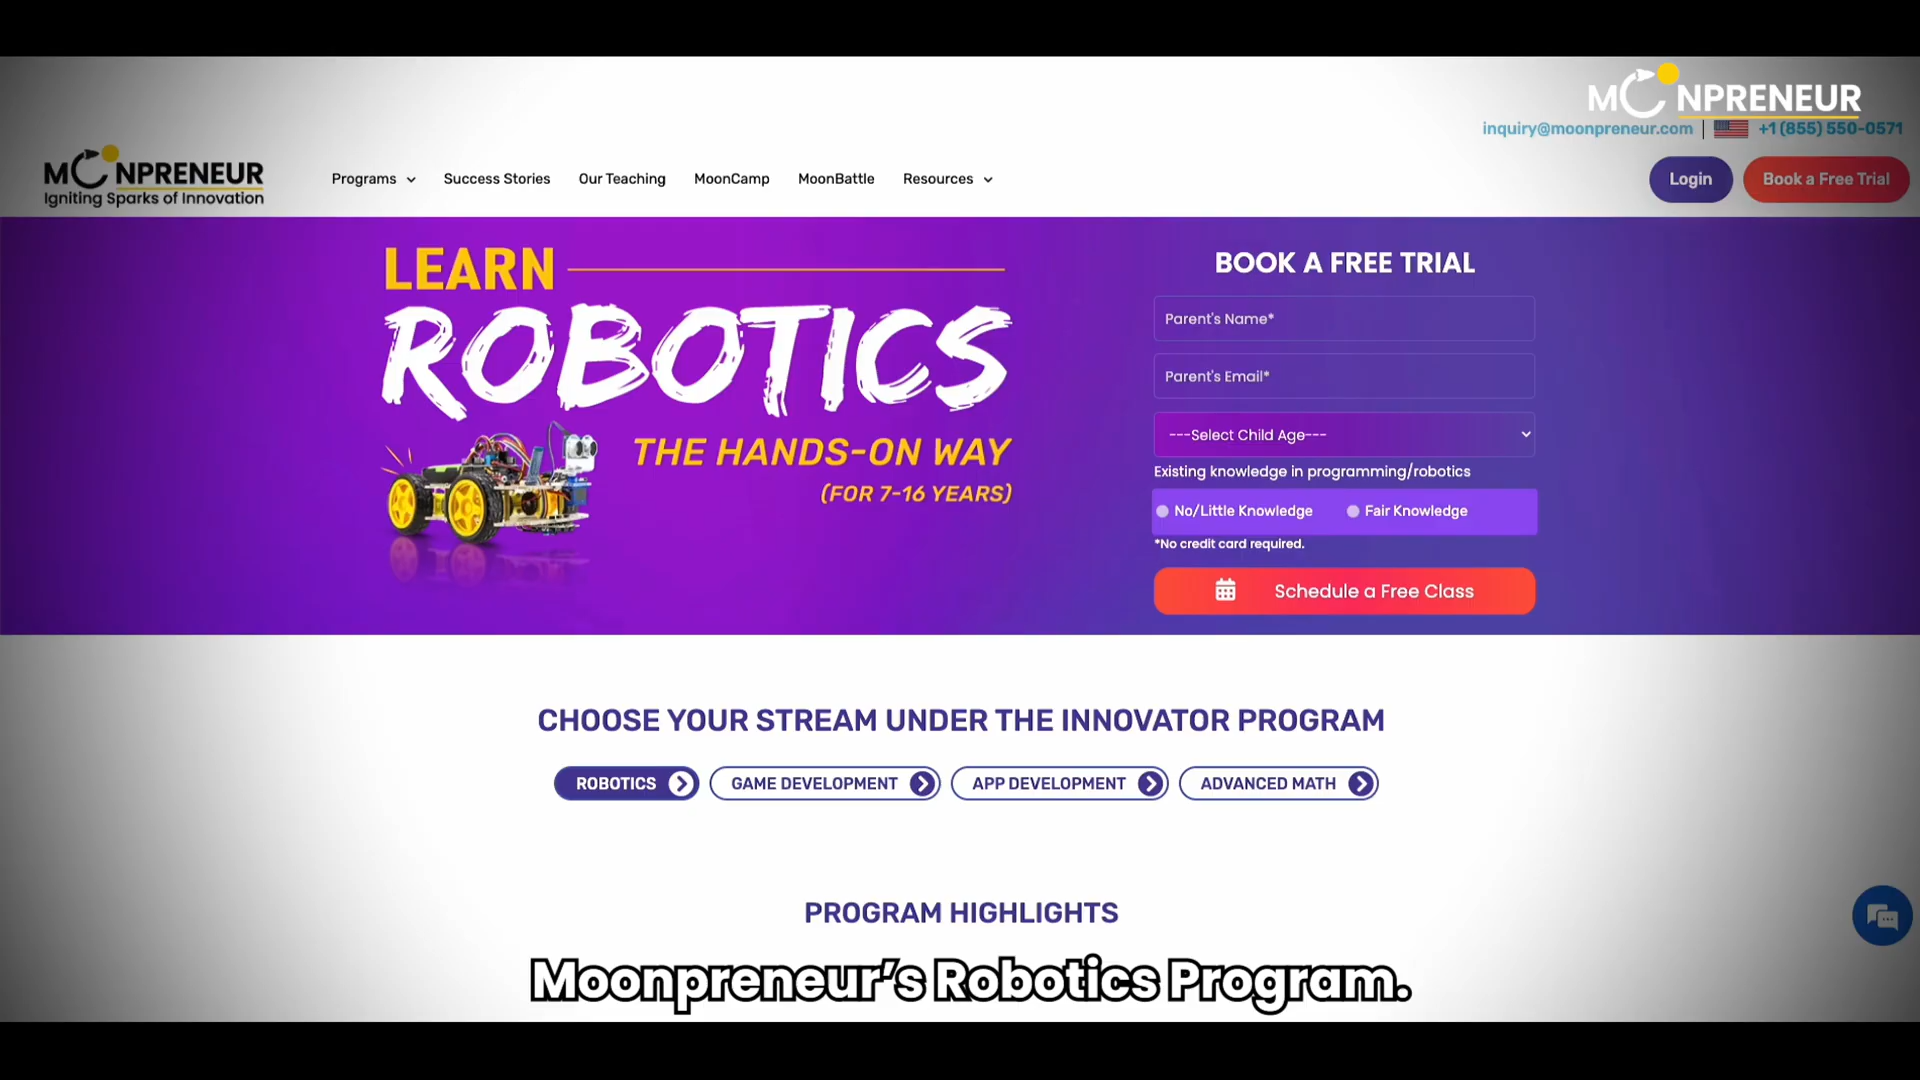 MOONPRENEUR
inquiry@moonpreneur.com
+1 (855) 550-0571
MOONPRENEUR
Igniting Sparks of Innovation
Programs
Success Stories
Our Teaching
MoonCamp
MoonBattle
Resources
Login
Book a Free Trial
LEARN
ROBOTICS
THE HANDS-ON WAY
(FOR 7-16 YEARS)
BOOK A FREE TRIAL
Parent's Name*
Parent's Email*
---Select Child Age---
Existing knowledge in programming/robotics
No/Little Knowledge
Fair Knowledge
*No credit card required.
Schedule a Free Class
CHOOSE YOUR STREAM UNDER THE INNOVATOR PROGRAM
ROBOTICS
GAME DEVELOPMENT
APP DEVELOPMENT
ADVANCED MATH
PROGRAM HIGHLIGHTS
Moonpreneur’s Robotics Program.